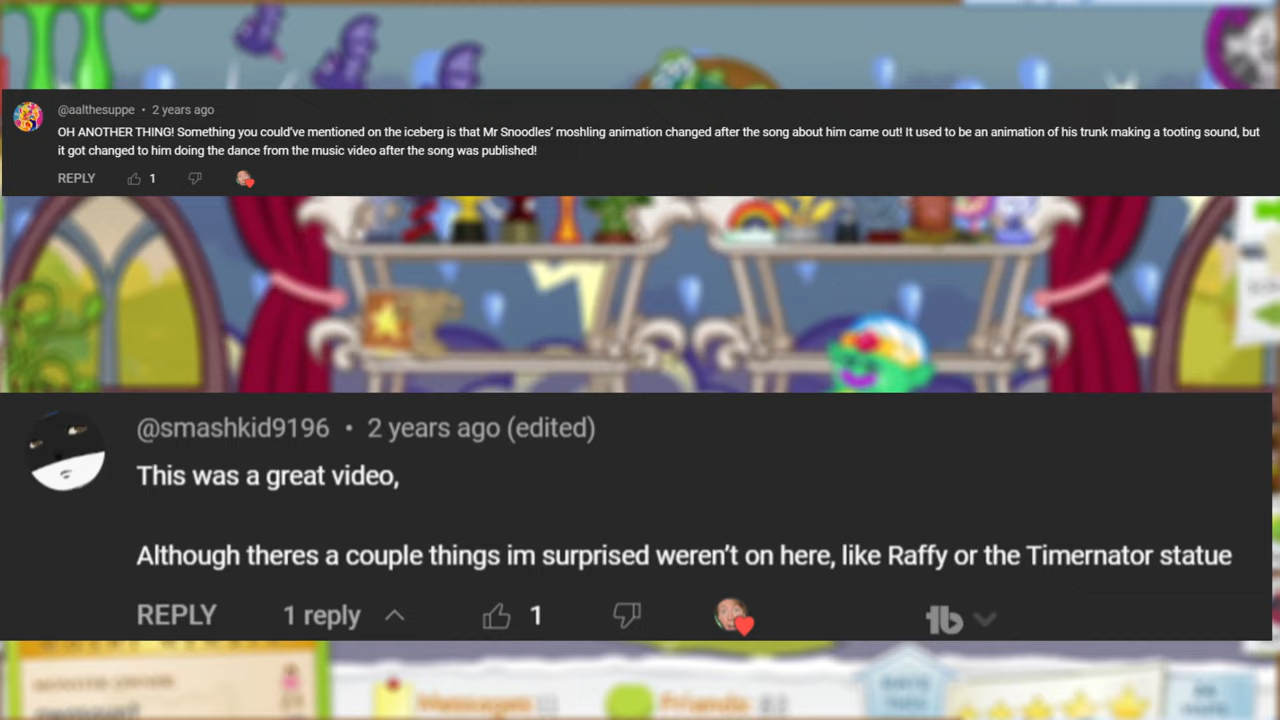 @aalthesuppe • 2 years ago
OH ANOTHER THING! Something you could've mentioned on the iceberg is that Mr Snoodles' moshling animation changed after the song about him came out! It used to be an animation of his trunk making a tooting sound, but
it got changed to him doing the dance from the music video after the song was published!
REPLY 1
@smashkid9196 • 2 years ago (edited)
This was a great video,
Although theres a couple things im surprised weren't on here, like Raffy or the Timernator statue
REPLY 1 reply 1 tb
Messages Friends